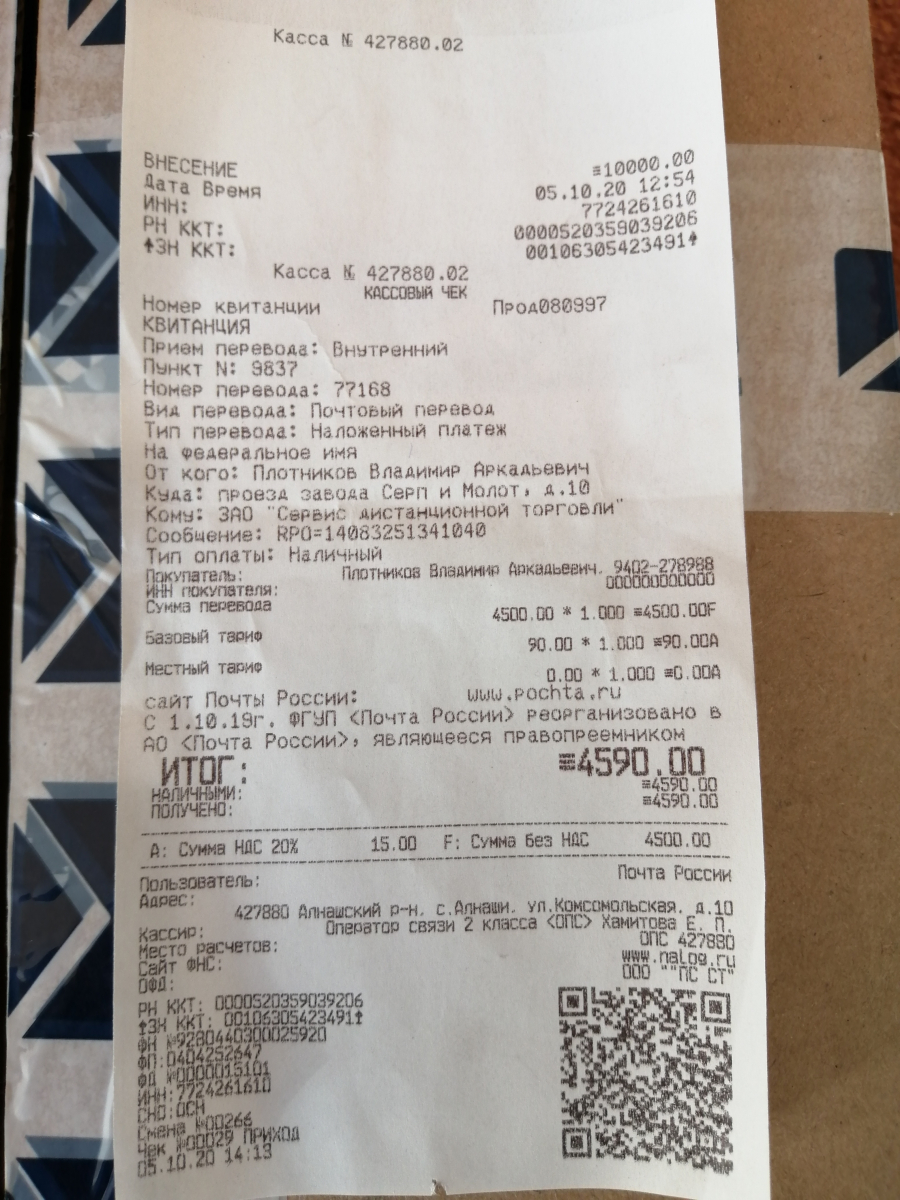 Касса № 427880.02
ВНЕСЕНИЕ ≡10000.00
Дата Время 05.10.20 12:54
ИНН: 7724261610
РН ККТ: 0000520359039206
↑ЗН ККТ: 00106305423491↑
Касса № 427880.02
КАССОВЫЙ ЧЕК
Номер квитанции Прод080997
КВИТАНЦИЯ
Прием перевода: Внутренний
Пункт N: 9837
Номер перевода: 77168
Вид перевода: Почтовый перевод
Тип перевода: Наложенный платеж
На федеральное имя
От кого: Плотников Владимир Аркадьевич
Куда: проезд завода Серп и Молот, д.10
Кому: ЗАО "Сервис дистанционной торговли"
Сообщение: RPO=14083251341040
Тип оплаты: Наличный
Покупатель: Плотников Владимир Аркадьевич. 9402-278988
ИНН покупателя: 000000000000
Сумма перевода
4500.00 * 1.000 ≡4500.00F
Базовый тариф
90.00 * 1.000 ≡90.00А
Местный тариф
0.00 * 1.000 ≡0.00А
сайт Почты России: www.pochta.ru
С 1.10.19г. ФГУП <Почта России> реорганизовано в
АО <Почта России>, являющееся правопреемником
ИТОГ: ≡4590.00
НАЛИЧНЫМИ: ≡4590.00
ПОЛУЧЕНО: ≡4590.00
А: Сумма НДС 20% 15.00 F: Сумма без НДС 4500.00
Пользователь: Почта России
Адрес:
427880 Алнашский р-н. с.Алнаши. ул.Комсомольская. д.10
Кассир: Оператор связи 2 класса <ОПС> Хамитова Е. П.
Место расчетов: ОПС 427880
Сайт ФНС: www.nalog.ru
ОФД: ООО ""ПС СТ"
РН ККТ: 0000520359039206
↑ЗН ККТ: 00106305423491↑
ФН №9280440300025920
ФП:0404252647
ФД №0000015101
ИНН:7724261610
СНО:ОСН
Смена №00266
Чек №00029 ПРИХОД
05.10.20 14:13